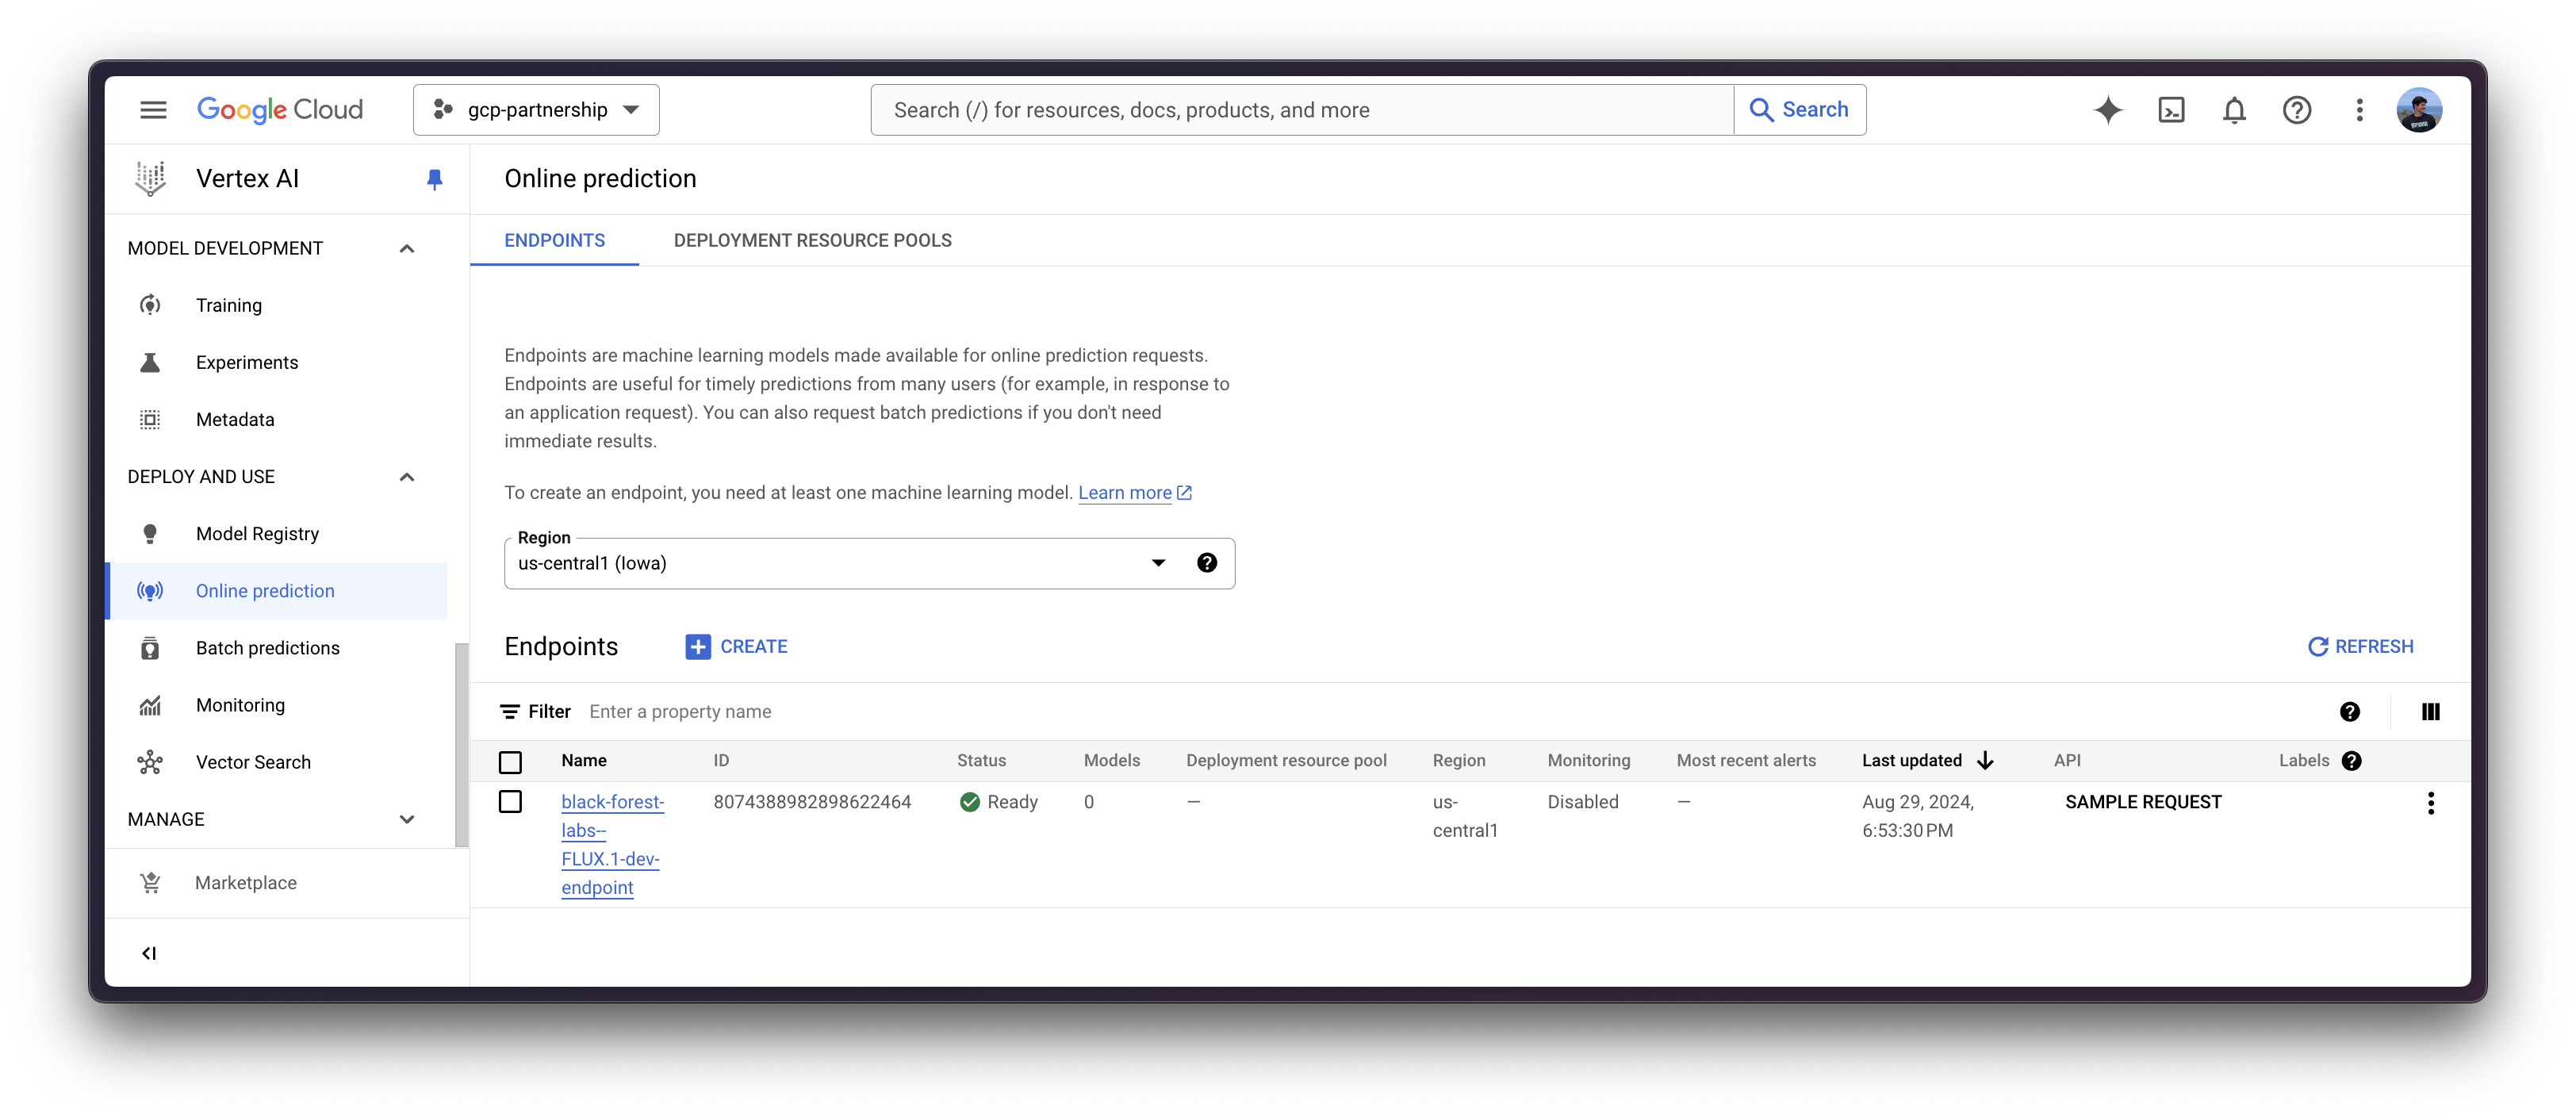 Google Cloud
gcp-partnership
Search (/) for resources, docs, products, and more
Search
Vertex AI
MODEL DEVELOPMENT
Training
Experiments
Metadata
DEPLOY AND USE
Model Registry
Online prediction
Batch predictions
Monitoring
Vector Search
MANAGE
Marketplace
Online prediction
ENDPOINTS
DEPLOYMENT RESOURCE POOLS
Endpoints are machine learning models made available for online prediction requests.
Endpoints are useful for timely predictions from many users (for example, in response to
an application request). You can also request batch predictions if you don't need
immediate results.
To create an endpoint, you need at least one machine learning model. Learn more
Region
us-central1 (Iowa)
Endpoints
CREATE
REFRESH
Filter Enter a property name
Name ID Status Models Deployment resource pool Region Monitoring Most recent alerts Last updated API Labels
black-forest- 8074388982898622464 Ready 0 — us- Disabled — Aug 29, 2024, SAMPLE REQUEST
labs-- central1 6:53:30 PM
FLUX.1-dev-
endpoint